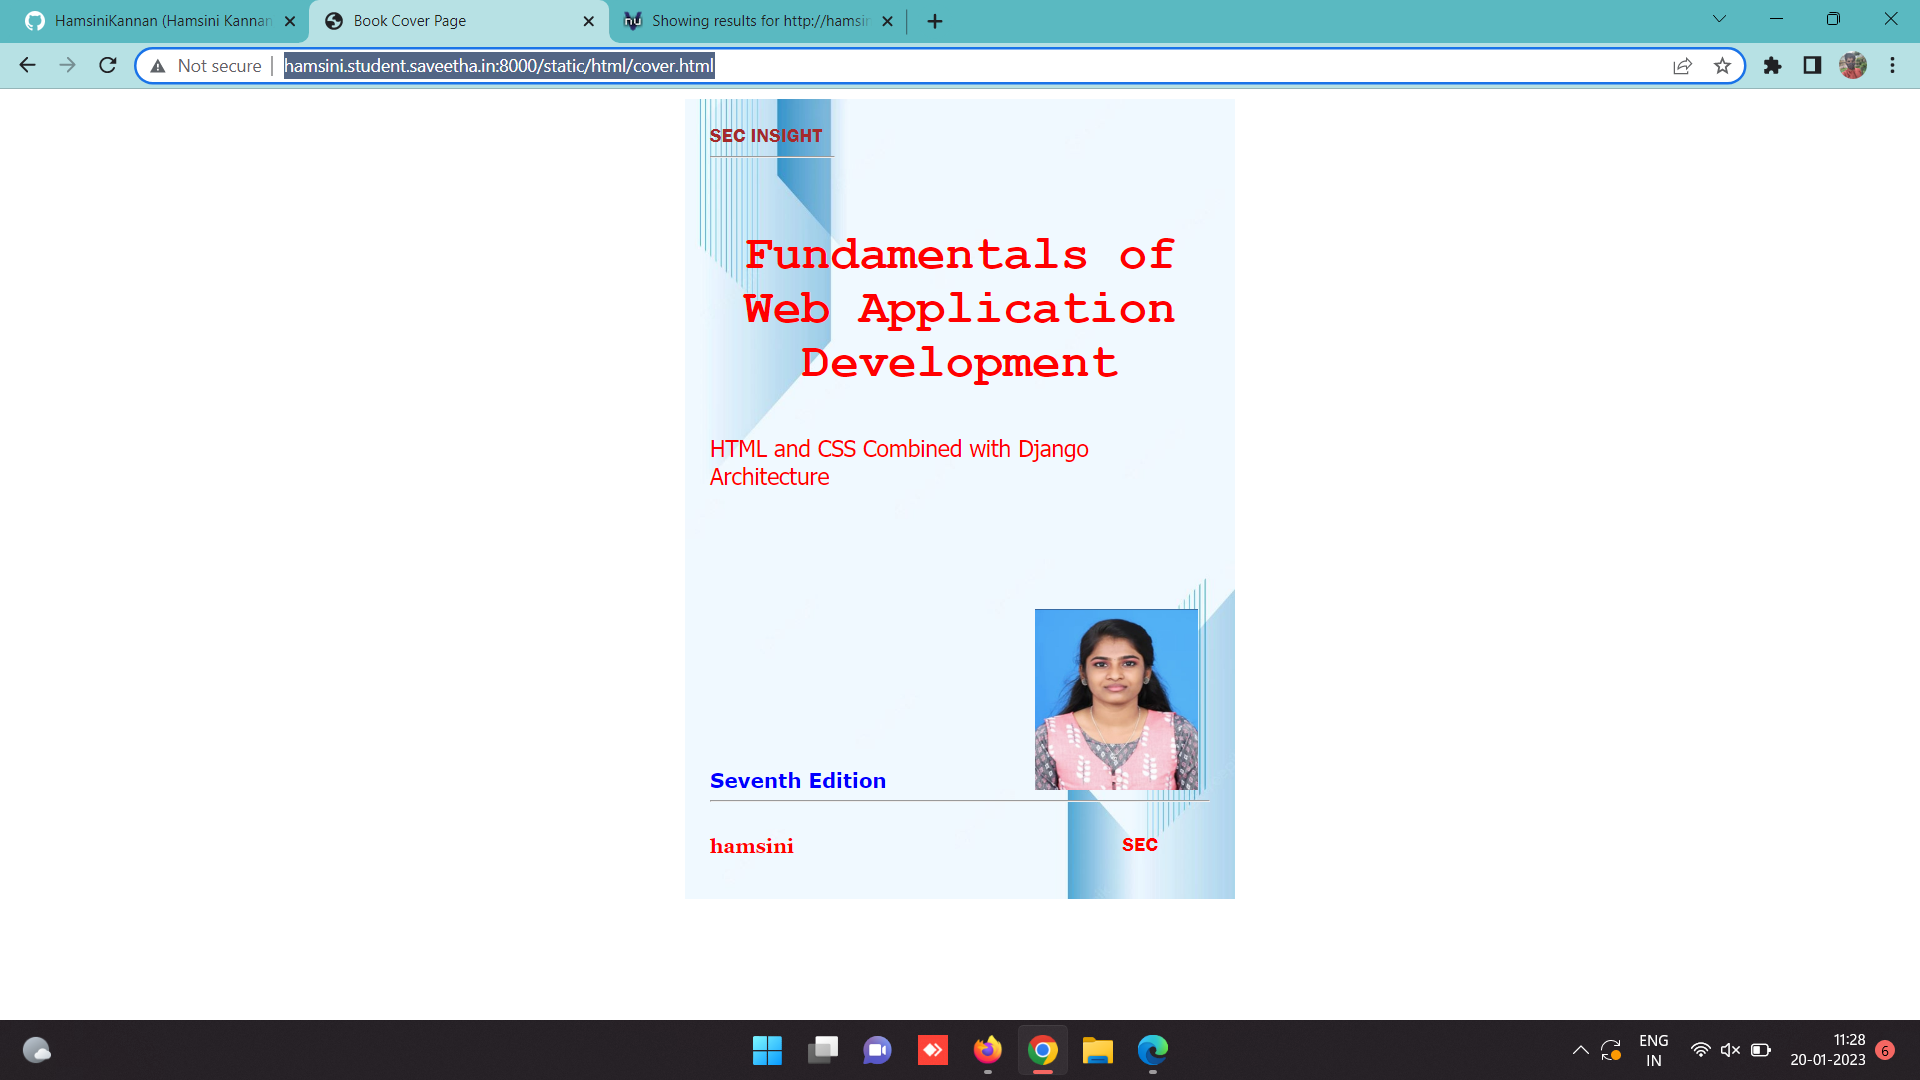 HamsiniKannan (Hamsini Kannan
Book Cover Page
Showing results for http://hamsin
Not secure
hamsini.student.saveetha.in:8000/static/html/cover.html
SEC INSIGHT
Fundamentals of
Web Application
Development
HTML and CSS Combined with Django
Architecture
Seventh Edition
hamsini
SEC
ENG
IN
11:28
20-01-2023
6